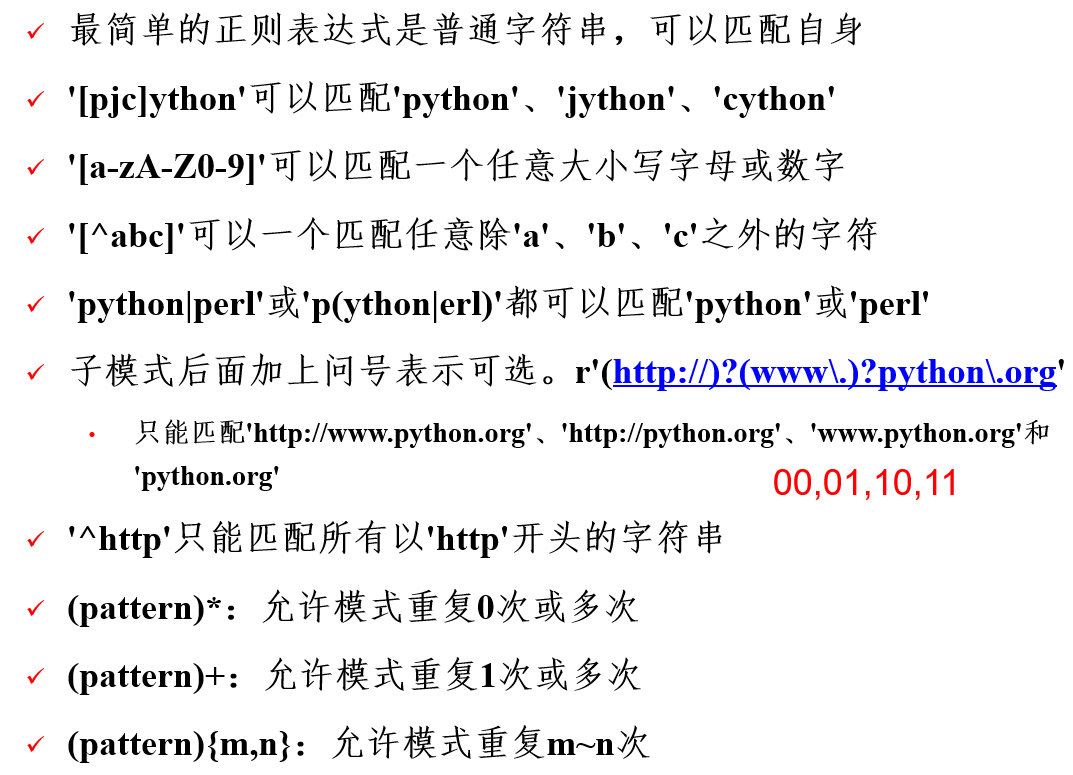 ✓ 最简单的正则表达式是普通字符串，可以匹配自身
✓ '[pjc]ython'可以匹配'python'、'jython'、'cython'
✓ '[a-zA-Z0-9]'可以匹配一个任意大小写字母或数字
✓ '[^abc]'可以一个匹配任意除'a'、'b'、'c'之外的字符
✓ 'python|perl'或'p(ython|erl)'都可以匹配'python'或'perl'
✓ 子模式后面加上问号表示可选。r'(http://)?(www\.)?python\.org'
• 只能匹配'http://www.python.org'、'http://python.org'、'www.python.org'和
'python.org'
00,01,10,11
✓ '^http'只能匹配所有以'http'开头的字符串
✓ (pattern)*：允许模式重复0次或多次
✓ (pattern)+：允许模式重复1次或多次
✓ (pattern){m,n}：允许模式重复m~n次